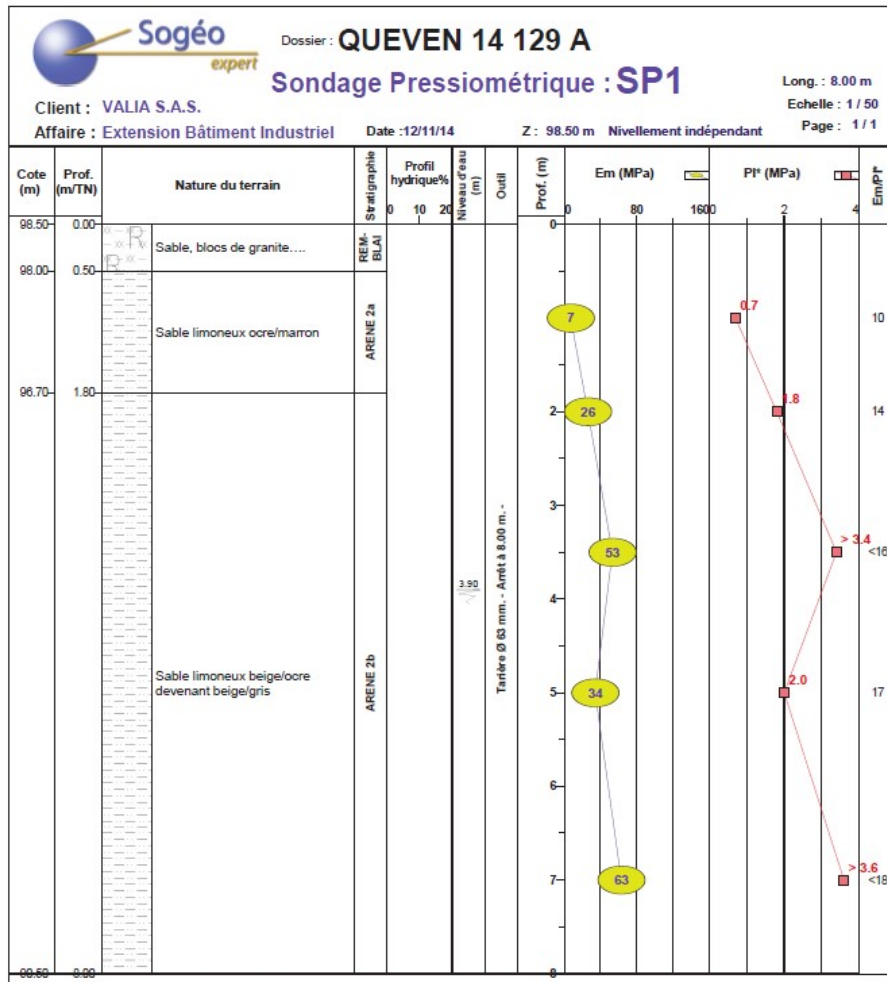 Sogéo
expert
Dossier : QUEVEN 14 129 A
Sondage Pressiométrique : SP1
Long. : 8.00 m
Echelle : 1 / 50
Page : 1 / 1
Client : VALIA S.A.S.
Affaire : Extension Bâtiment Industriel
Date :12/11/14
Z : 98.50 m Nivellement indépendant
Cote (m)
Prof. (m/TN)
Nature du terrain
Stratigraphie
Profil hydrique%
0 10 20
Niveau d'eau (m)
Outil
Prof. (m)
Em (MPa)
0 80 160
Pl* (MPa)
0 2 4
Em/Pl*
98.50 0.00
R
R
Sable, blocs de granite....
REM-
BLAI
98.00 0.50
Sable limoneux ocre/marron
ARENE 2a
96.70 1.80
Sable limoneux beige/ocre
devenant beige/gris
ARENE 2b
3.90
Tarière Ø 63 mm. - Arrêt à 8.00 m. -
0
7 0.7 10
2 26 1.8 14
3
53 > 3.4 <16
4
5 34 2.0 17
6
7 63 > 3.6 <18
8